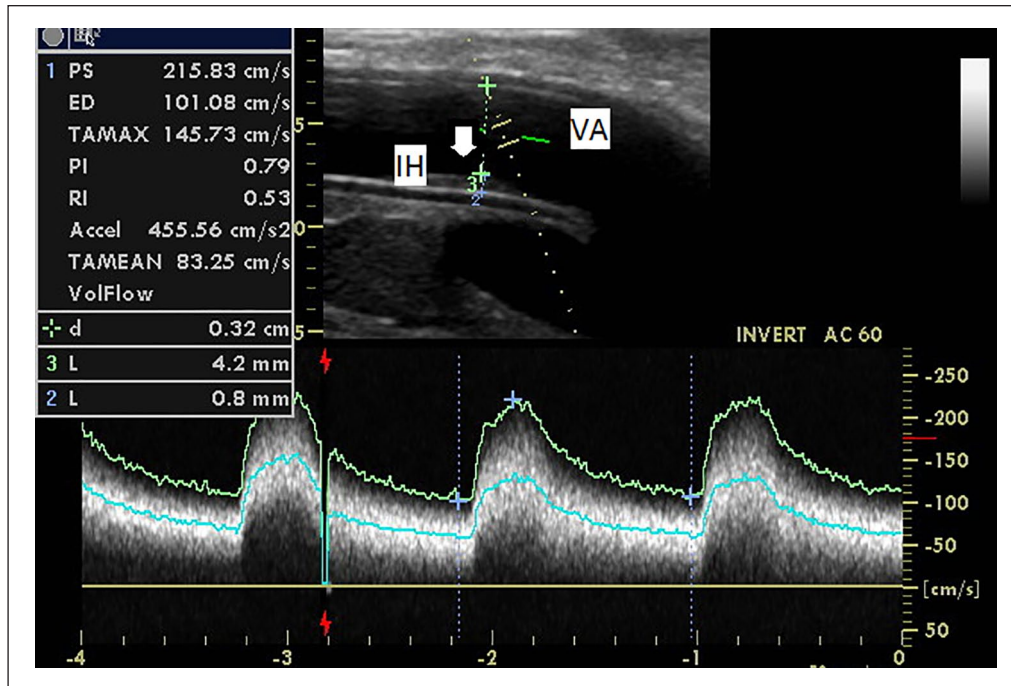 1 PS 215.83 cm/s
ED 101.08 cm/s
TAMAX 145.73 cm/s
PI 0.79
RI 0.53
Accel 455.56 cm/s2
TAMEAN 83.25 cm/s
VolFlow
d 0.32 cm
3 L 4.2 mm
2 L 0.8 mm
5
0
5
VA
IH
3
2
INVERT AC 60
-250
-200
-150
-100
-50
[cm/s]
50
-4 -3 -2 -1 0